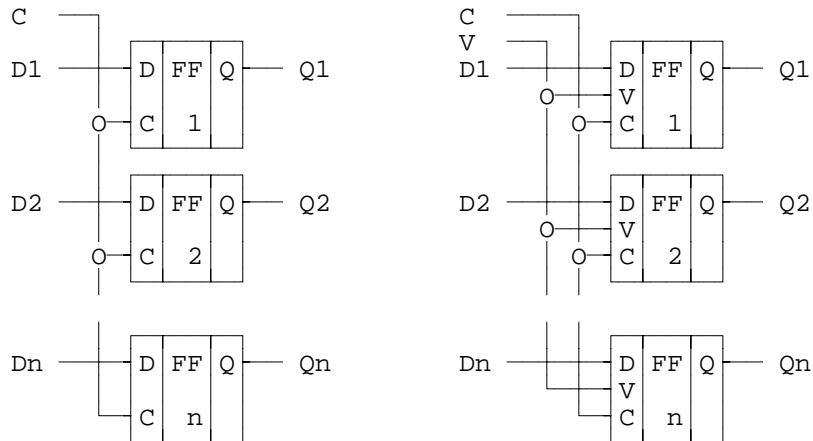 C C
V
D1 D FF Q Q1 D1 D FF Q Q1
V
C 1 C 1
D2 D FF Q Q2 D2 D FF Q Q2
V
C 2 C 2
Dn D FF Q Qn Dn D FF Q Qn
V
C n C n